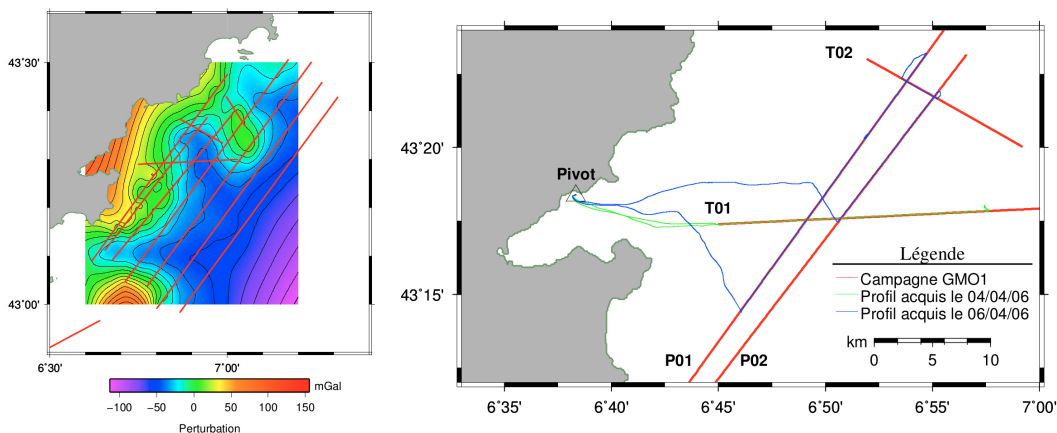 43˚30'
43˚00'
6˚30'
7˚00'
mGal
−100
−50
0
50
100
150
Perturbation
43˚20'
43˚15'
T02
Pivot
T01
P01
P02
Légende
Campagne GMO1
Profil acquis le 04/04/06
Profil acquis le 06/04/06
km
0
5
10
6˚35'
6˚40'
6˚45'
6˚50'
6˚55'
7˚00'